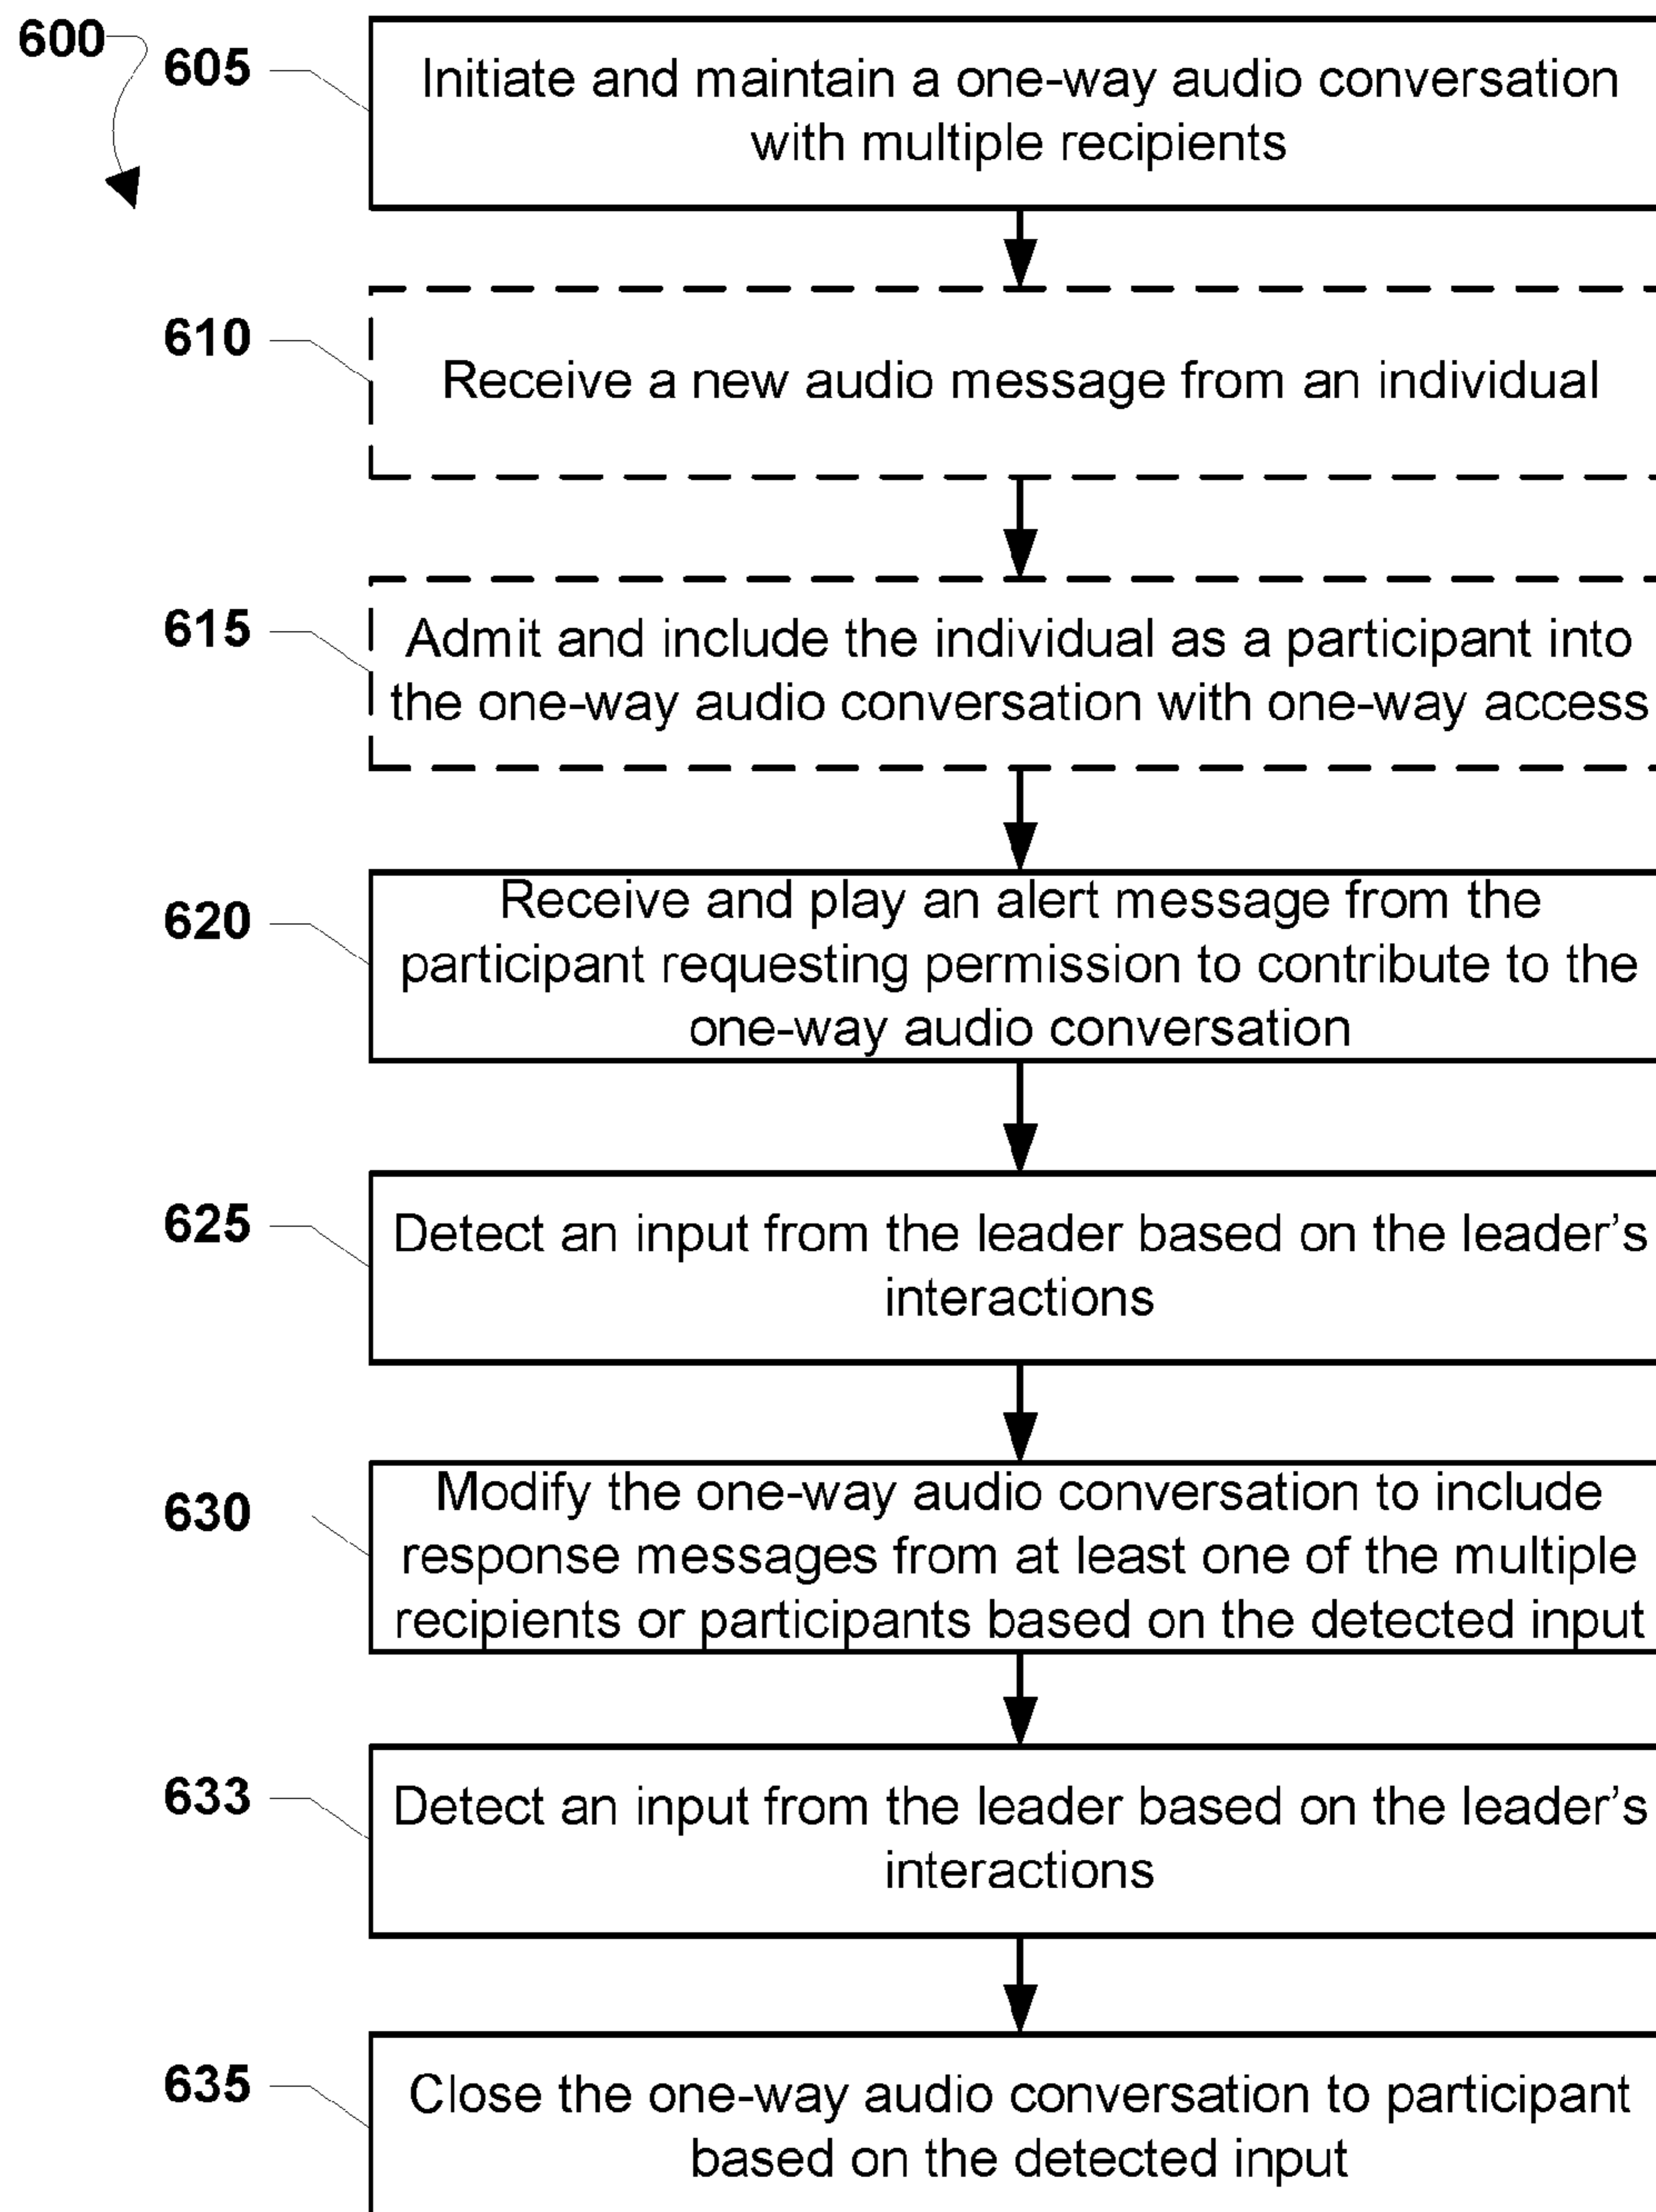 600
605
Initiate and maintain a one-way audio conversation
with multiple recipients
610
Receive a new audio message from an individual
615
Admit and include the individual as a participant into
the one-way audio conversation with one-way access
620
Receive and play an alert message from the
participant requesting permission to contribute to the
one-way audio conversation
625
Detect an input from the leader based on the leader’s
interactions
630
Modify the one-way audio conversation to include
response messages from at least one of the multiple
recipients or participants based on the detected input
633
Detect an input from the leader based on the leader’s
interactions
635
Close the one-way audio conversation to participant
based on the detected input